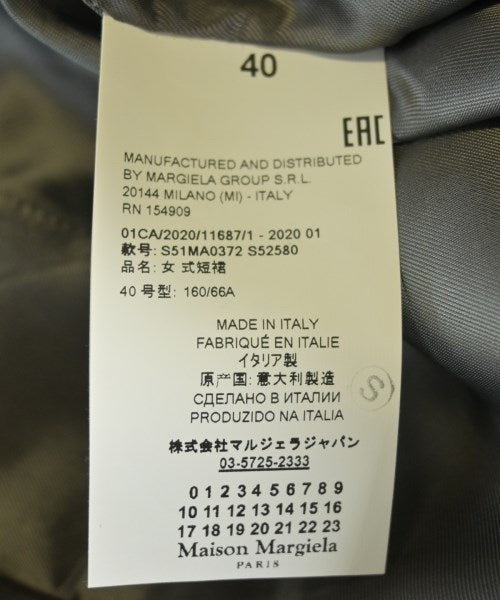 40
EAC
MANUFACTURED AND DISTRIBUTED
BY MARGIELA GROUP S.R.L.
20144 MILANO (MI) - ITALY
RN 154909
01CA/2020/11687/1 - 2020 01
款号: S51MA0372 S52580
品名: 女 式短裙
40 号型: 160/66A
MADE IN ITALY
FABRIQUÉ EN ITALIE
イタリア製
原产国: 意大利製造
СДЕЛАНО В ИТАЛИИ
PRODUZIDO NA ITALIA
S
株式会社マルジェラジャパン
03-5725-2333
0 1 2 3 4 5 6 7 8 9
10 11 12 13 14 15 16
17 18 19 20 21 22 23
Maison Margiela
PARIS